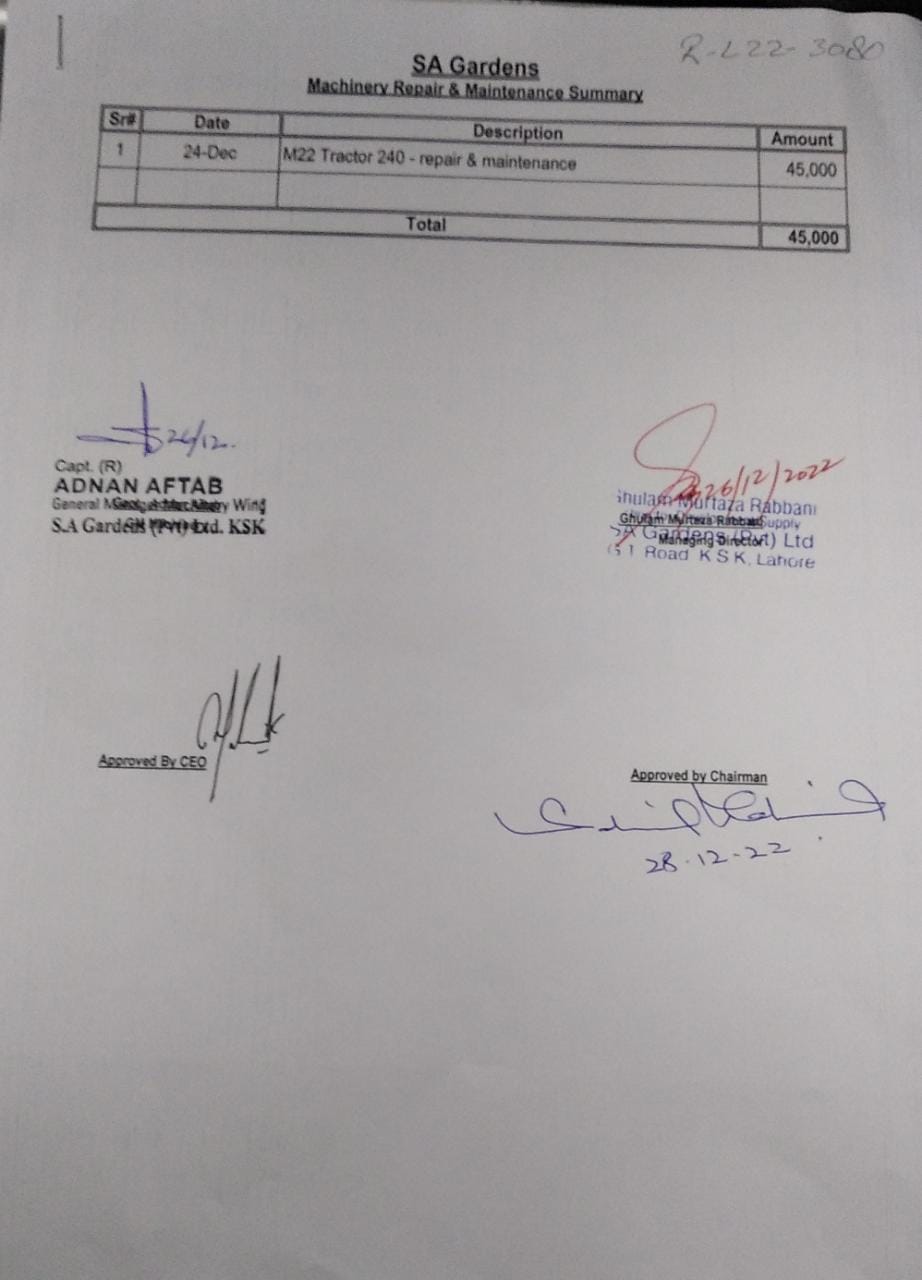 R-L22-3080
SA Gardens
Machinery Repair & Maintenance Summary
Sr# Date Description Amount
1 24-Dec M22 Tractor 240 - repair & maintenance 45,000
Total 45,000
26/12.
Capt. (R)
ADNAN AFTAB
General Wing
S.A Gardens (Pvt) Ltd. KSK
26/12/2022
Ghulam Murtaza Rabbani
Ghulam Murtaza Rabbani
Supply
SA Gardens (Pvt) Ltd
Managing Director
G T Road K S K, Lahore
Approved By CEO
Approved by Chairman
28-12-22